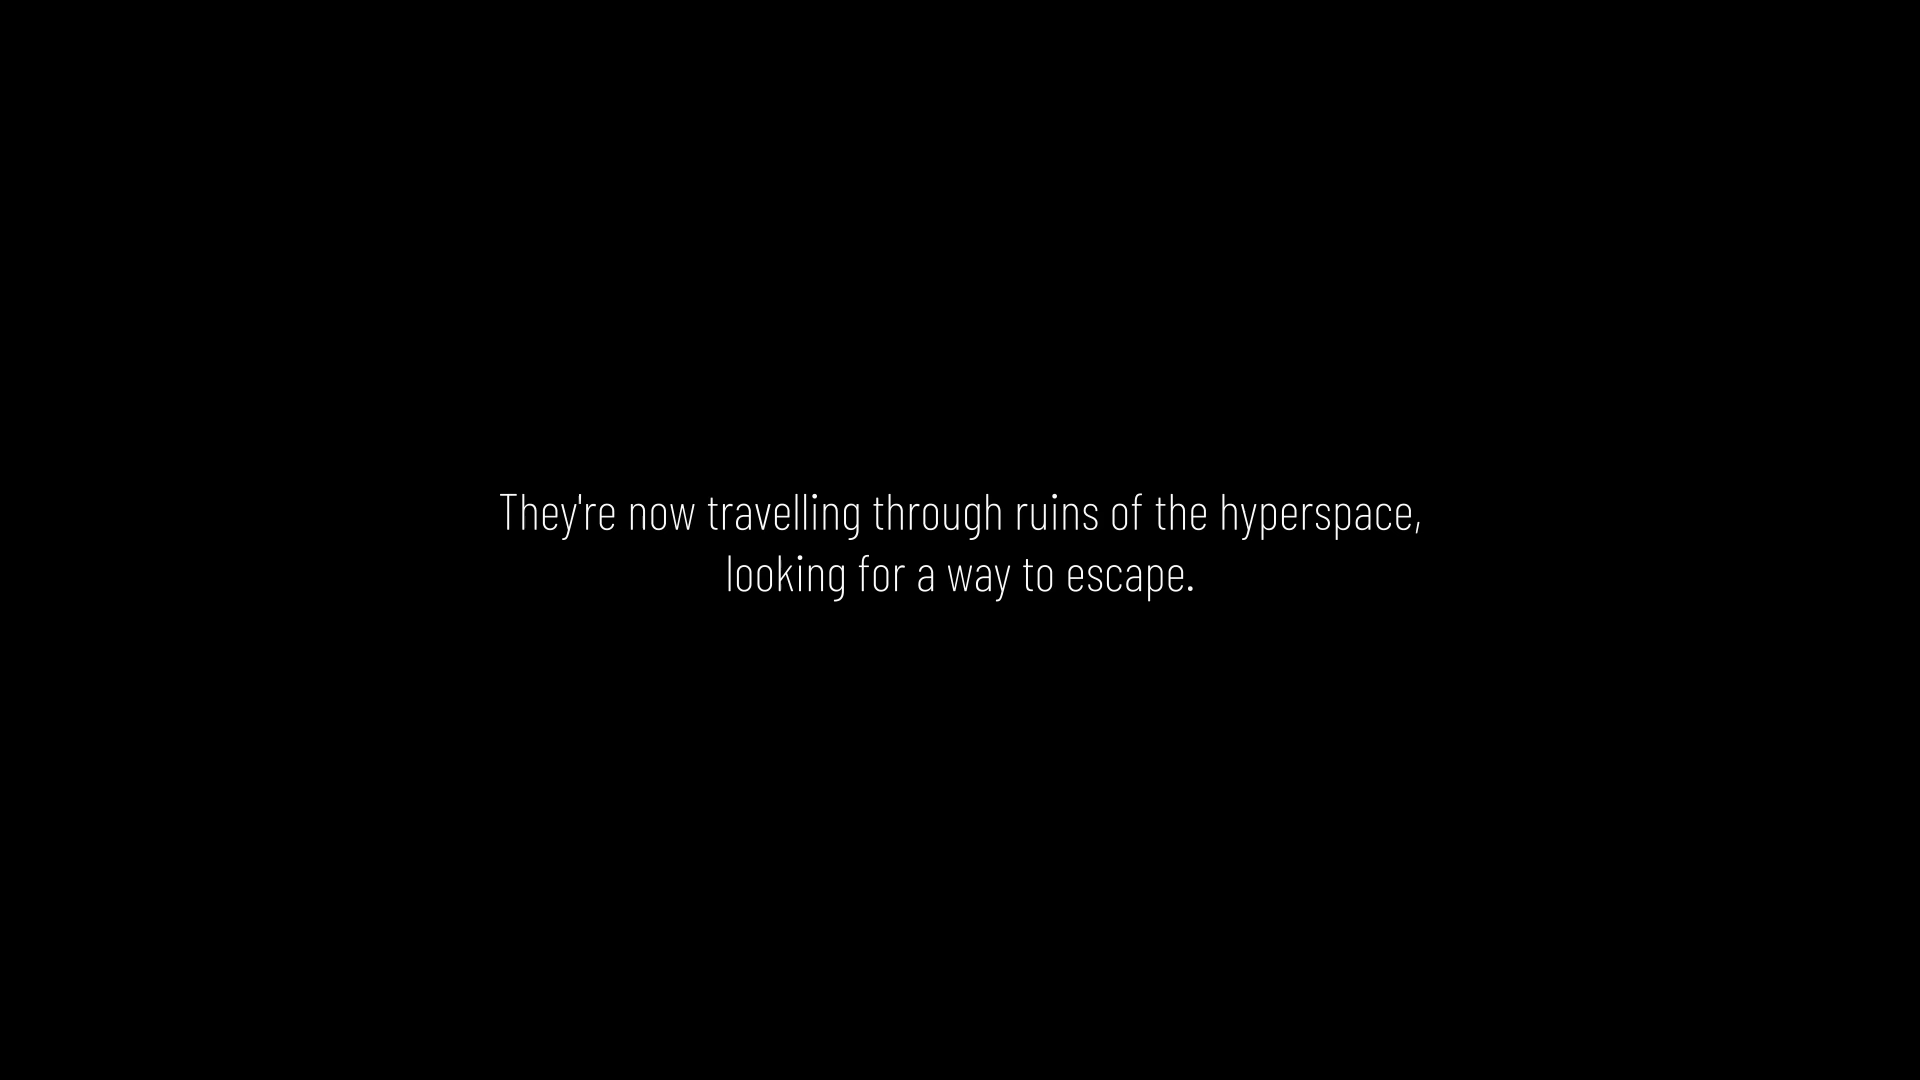 They're now travelling through ruins of the hyperspace,
looking for a way to escape.